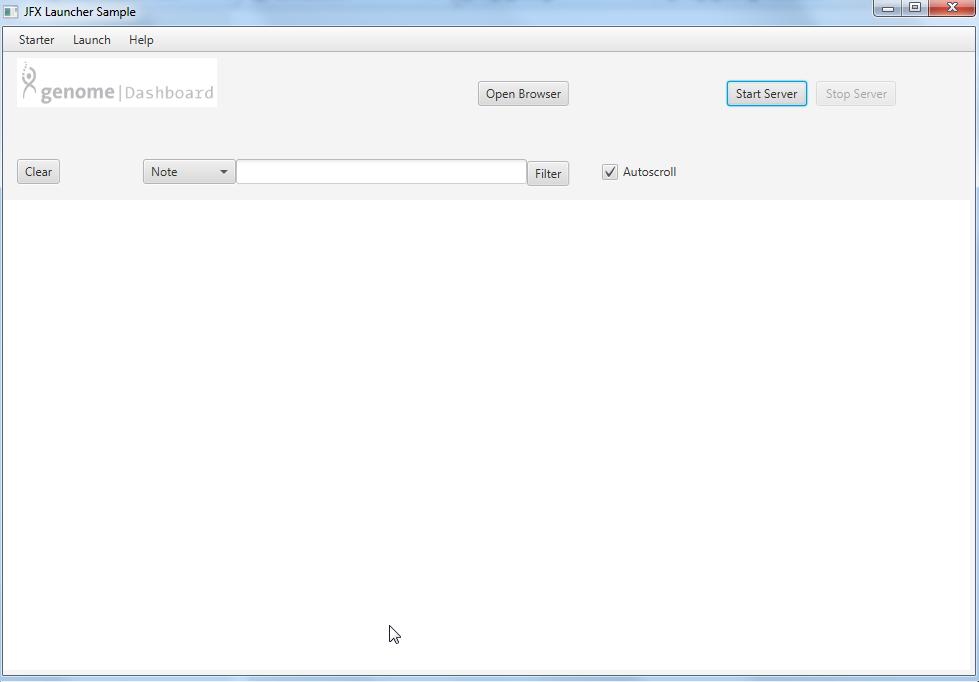 JFX Launcher Sample
Starter Launch Help
genome|Dashboard
Open Browser Start Server Stop Server
Clear Note Filter Autoscroll